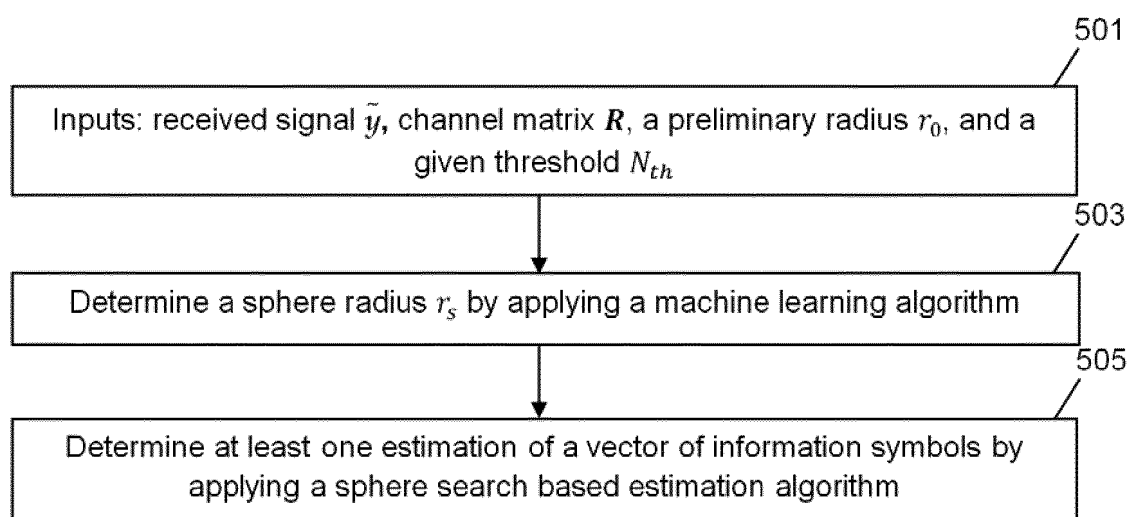 501
Inputs: received signal ỹ, channel matrix R, a preliminary radius r₀, and a
given threshold Nₜₕ
503
Determine a sphere radius rₛ by applying a machine learning algorithm
505
Determine at least one estimation of a vector of information symbols by
applying a sphere search based estimation algorithm